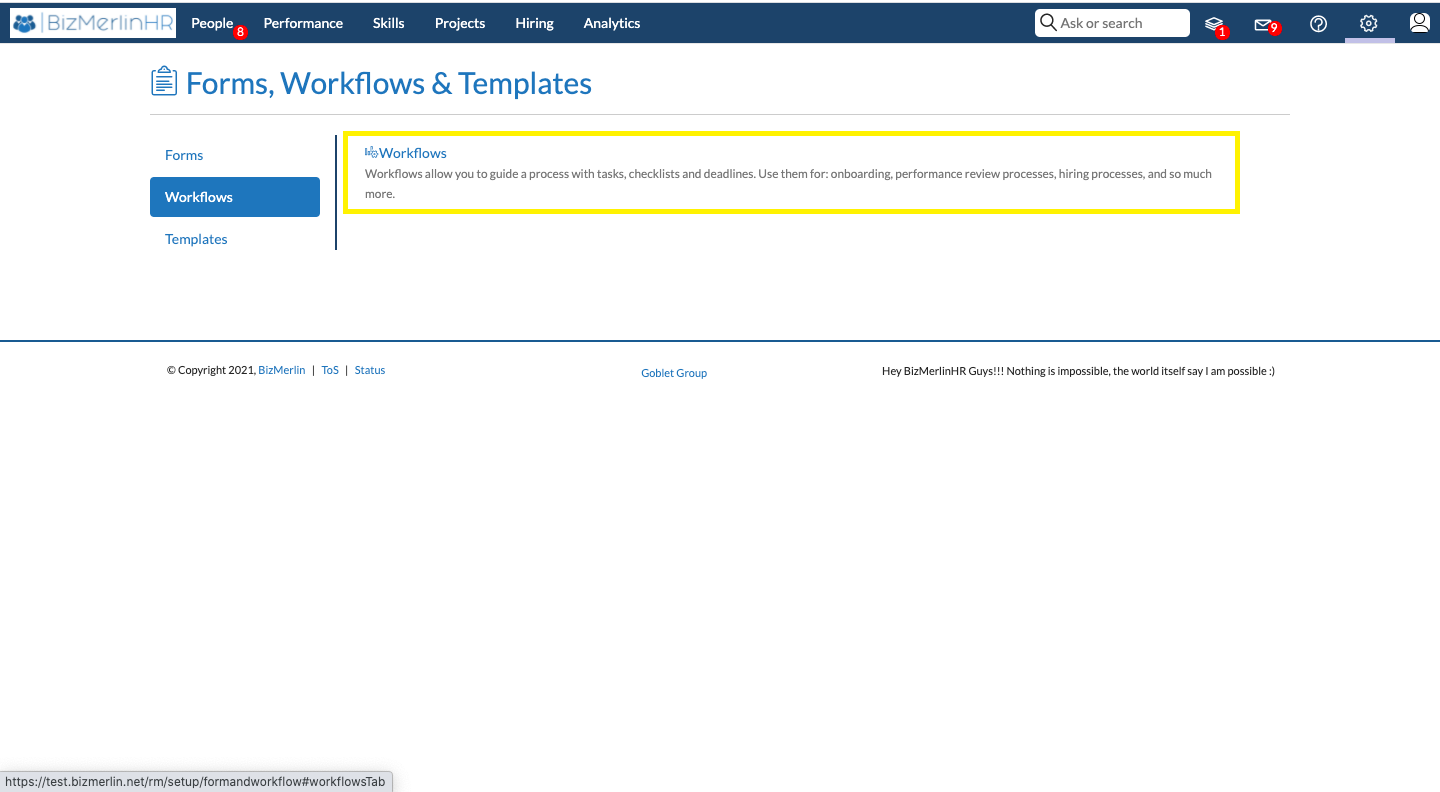 BizMerlinHR People 8 Performance Skills Projects Hiring Analytics Ask or search 1 9
Forms, Workflows & Templates
Forms
Workflows
Templates
Workflows
Workflows allow you to guide a process with tasks, checklists and deadlines. Use them for: onboarding, performance review processes, hiring processes, and so much
more.
© Copyright 2021, BizMerlin | ToS | Status
Goblet Group
Hey BizMerlinHR Guys!!! Nothing is impossible, the world itself say I am possible :)
https://test.bizmerlin.net/rm/setup/formandworkflow#workflowsTab